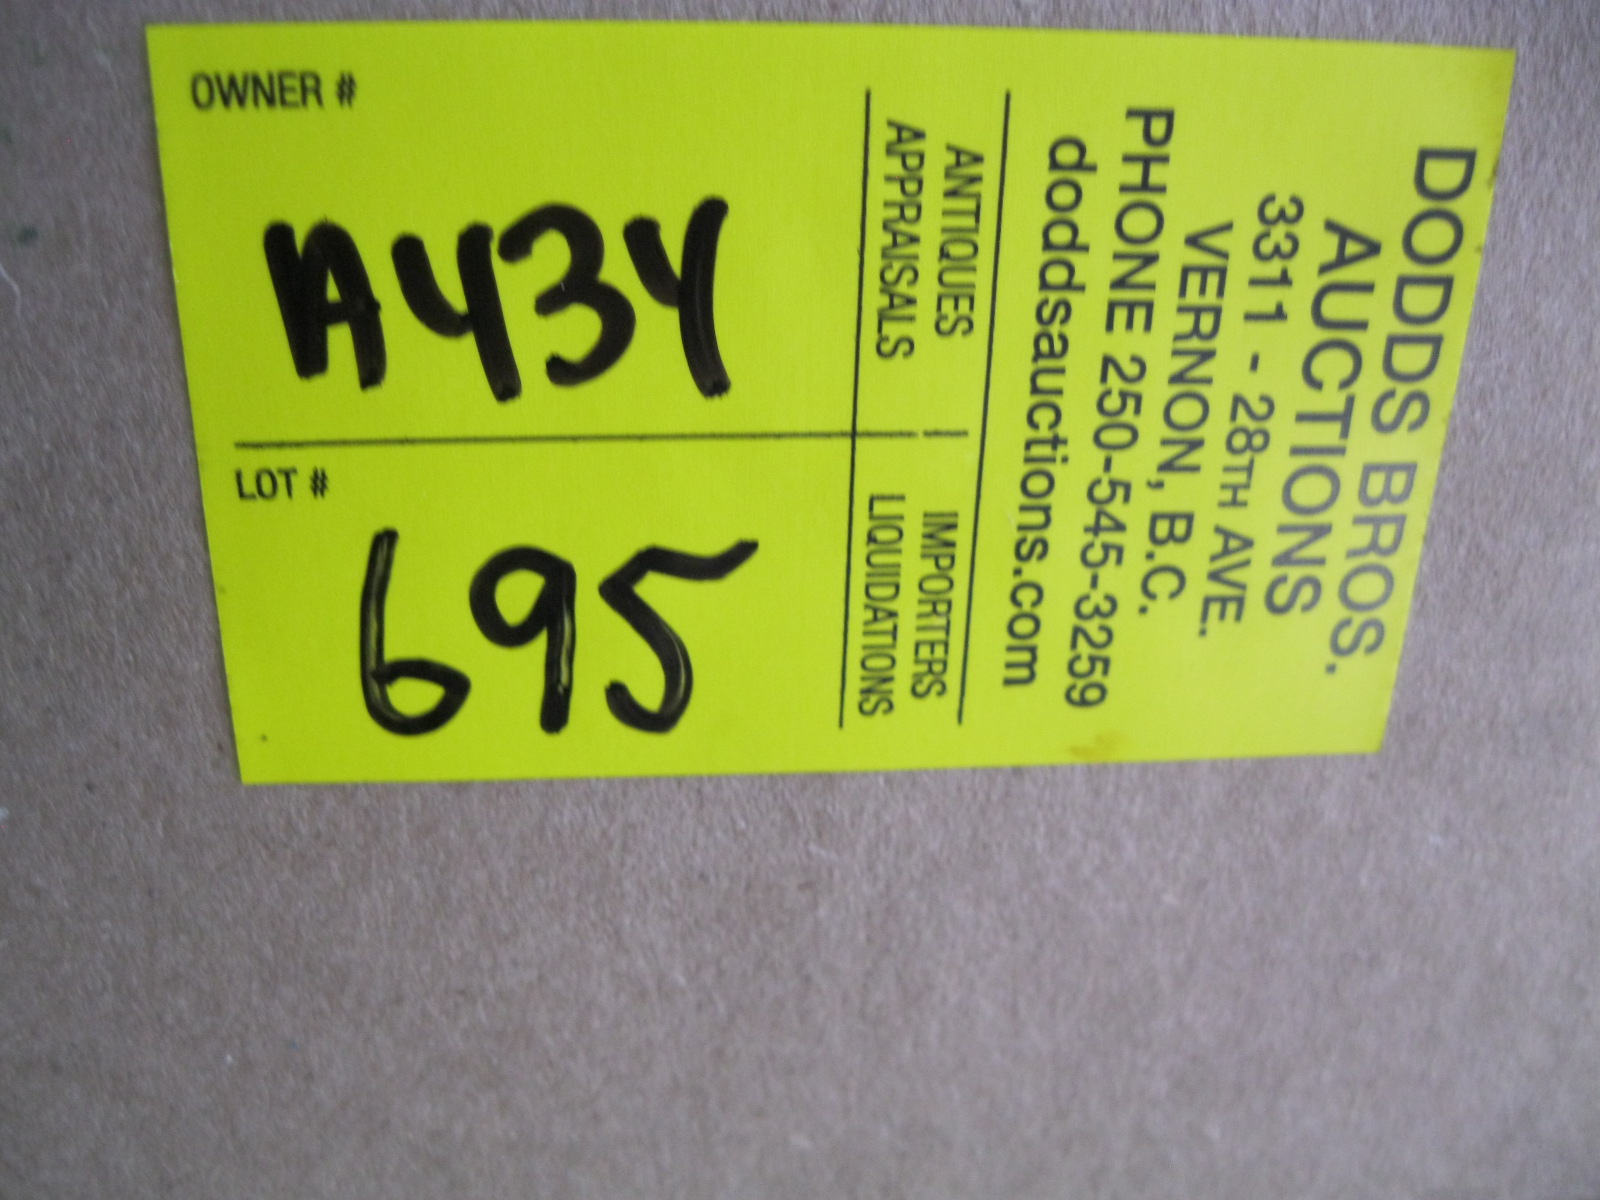 DODDS BROS.
AUCTIONS
3311 - 28TH AVE.
VERNON, B.C.
PHONE 250-545-3259
doddsauctions.com
ANTIQUES IMPORTERS
APPRAISALS LIQUIDATIONS
OWNER #
A434
LOT #
695